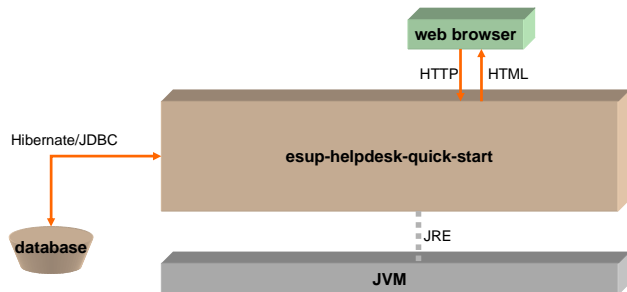 web browser
HTTP
HTML
Hibernate/JDBC
esup-helpdesk-quick-start
database
JRE
JVM